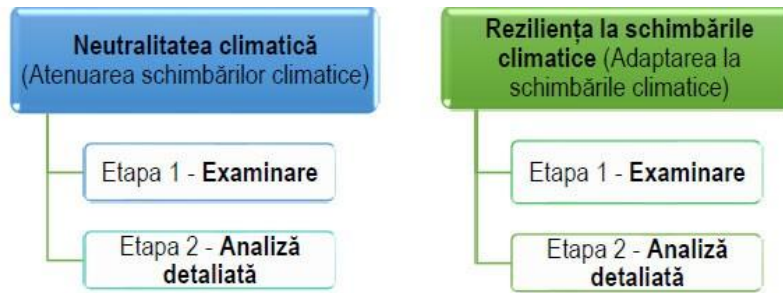 Neutralitatea climatică
(Atenuarea schimbărilor climatice)
Etapa 1 - Examinare
Etapa 2 - Analiză
detaliată
Reziliența la schimbările
climatice (Adaptarea la
schimbările climatice)
Etapa 1 - Examinare
Etapa 2 - Analiză
detaliată